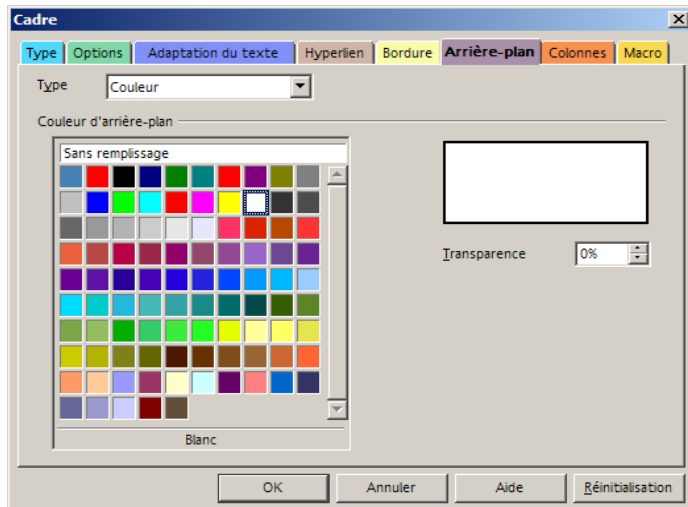 Cadre
Type Options Adaptation du texte Hyperlien Bordure Arrière-plan Colonnes Macro
Type Couleur
Couleur d'arrière-plan
Sans remplissage
Transparence 0%
Blanc
OK Annuler Aide Réinitialisation